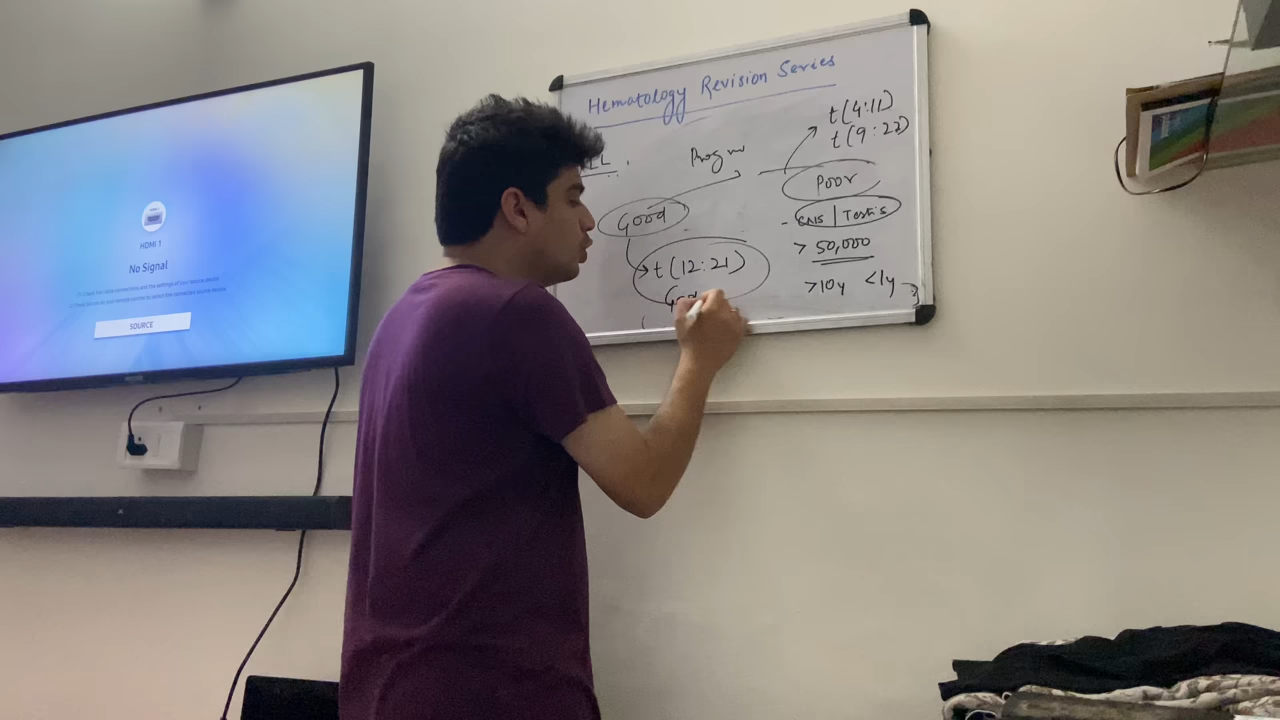 HDMI 1
No Signal
SOURCE
Hematology Revision Series
t(4:11)
t(9:22)
Progn
Poor
Good
- CNS | Testis
> 50,000
t(12:21)
>10y <1y